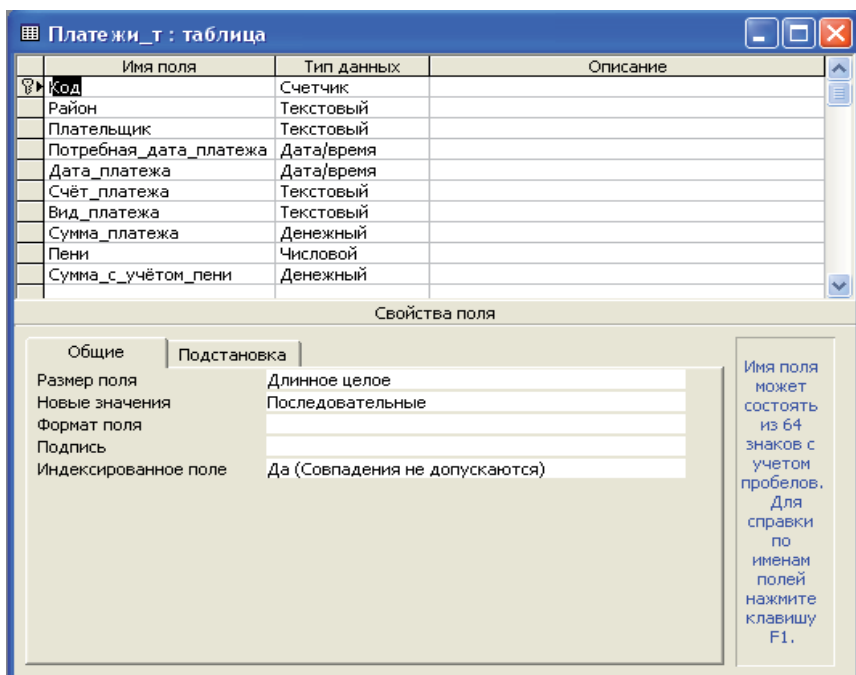 Платежи_т : таблица
Имя поля Тип данных Описание
Код Счетчик
Район Текстовый
Плательщик Текстовый
Потребная_дата_платежа Дата/время
Дата_платежа Дата/время
Счёт_платежа Текстовый
Вид_платежа Текстовый
Сумма_платежа Денежный
Пени Числовой
Сумма_с_учётом_пени Денежный
Свойства поля
Общие Подстановка
Размер поля Длинное целое
Новые значения Последовательные
Формат поля
Подпись
Индексированное поле Да (Совпадения не допускаются)
Имя поля
может
состоять
из 64
знаков с
учетом
пробелов.
Для
справки
по
именам
полей
нажмите
клавишу
F1.